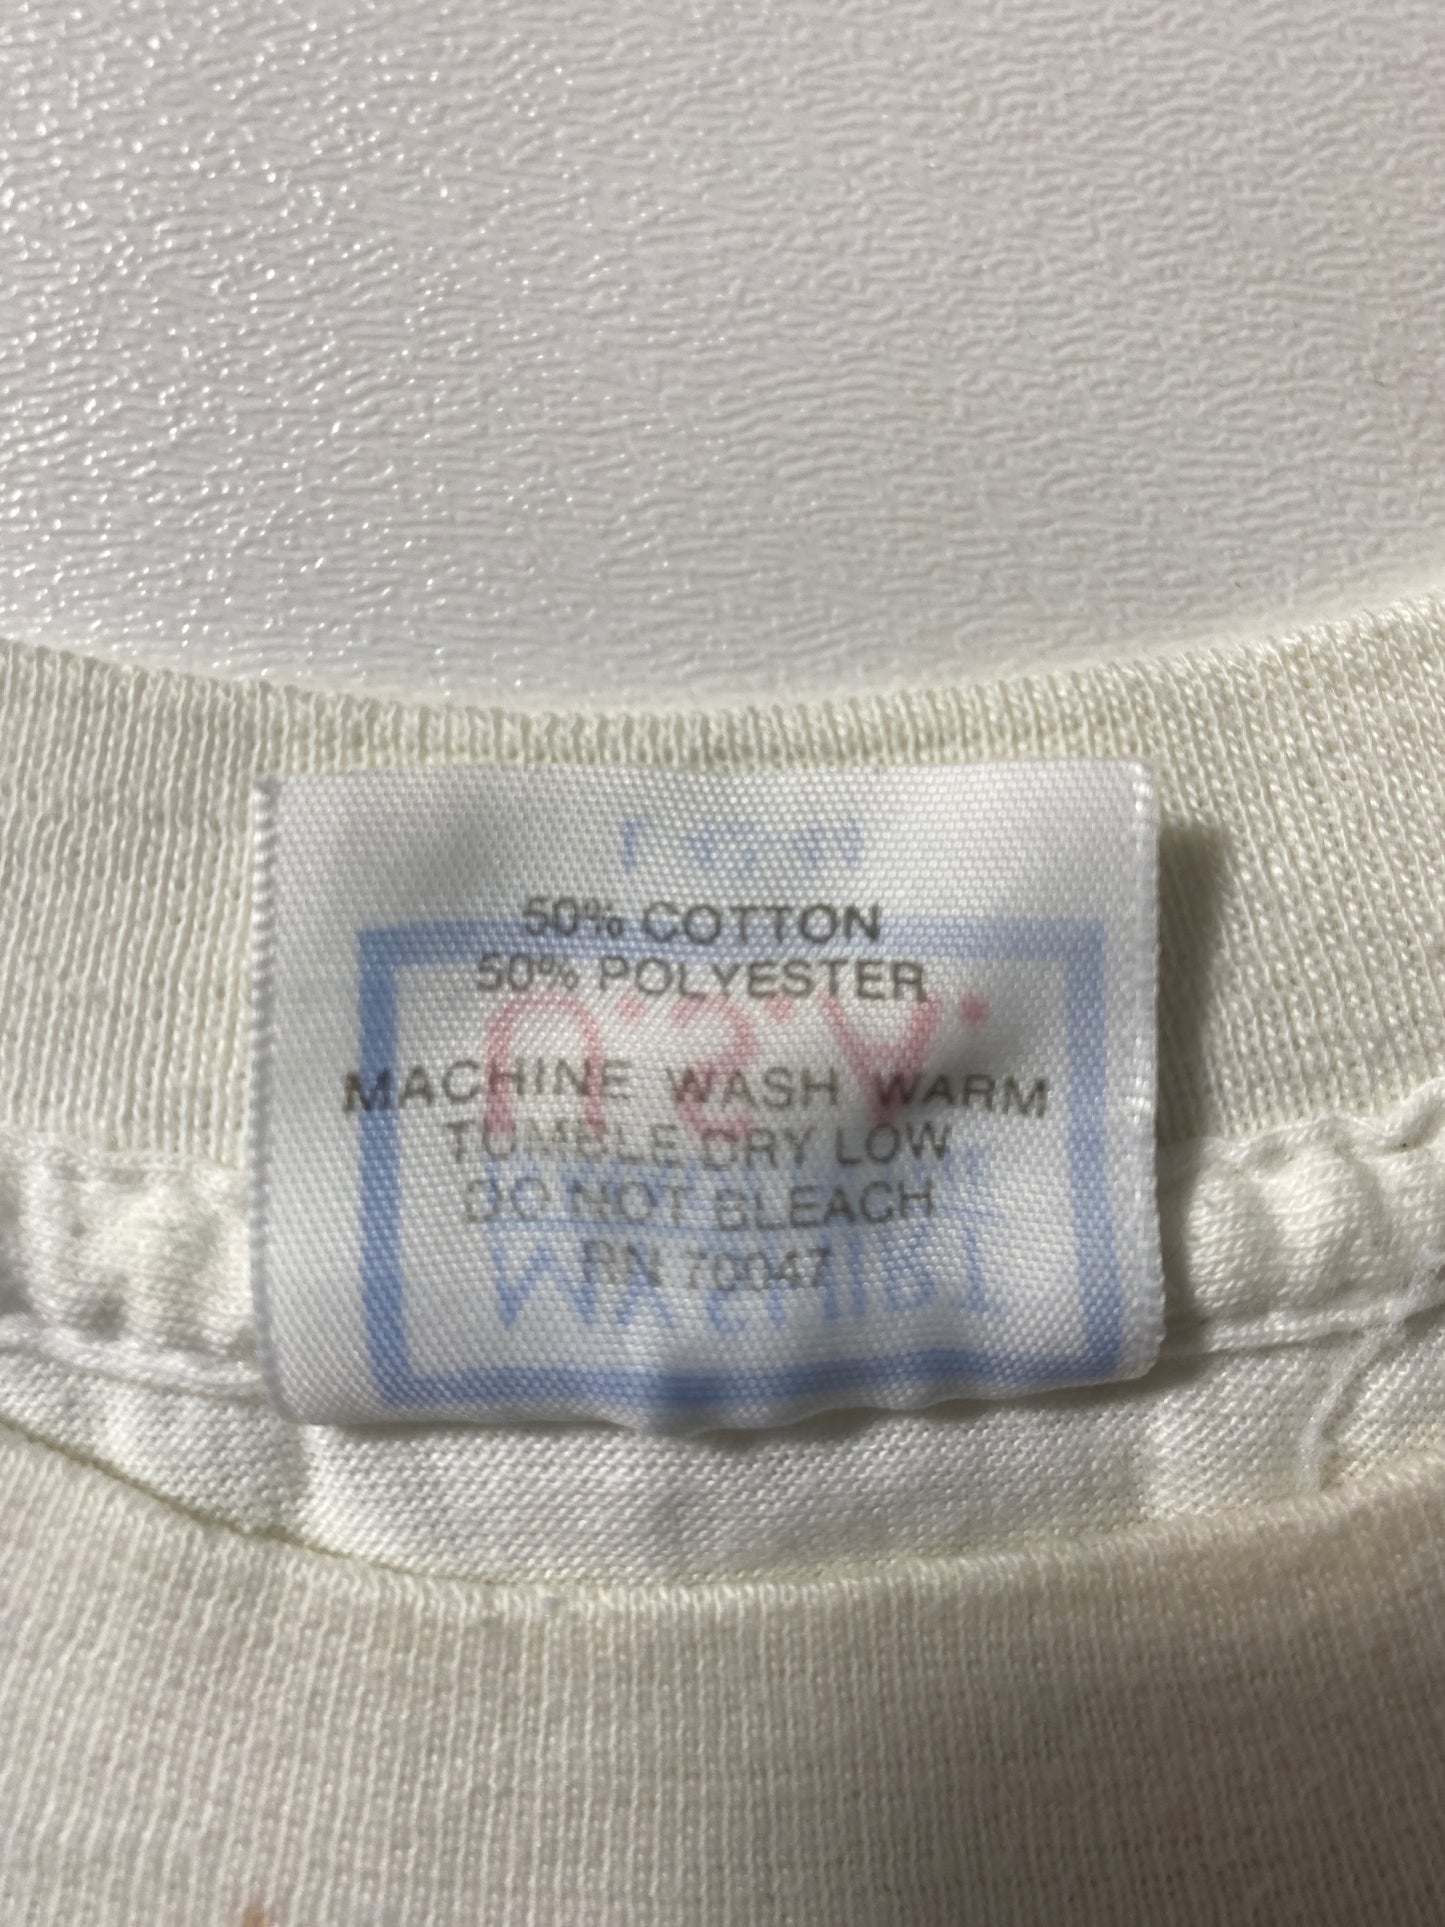 50% COTTON
50% POLYESTER
MACHINE WASH WARM
TUMBLE DRY LOW
DO NOT BLEACH
RN 70047
U.S.A.